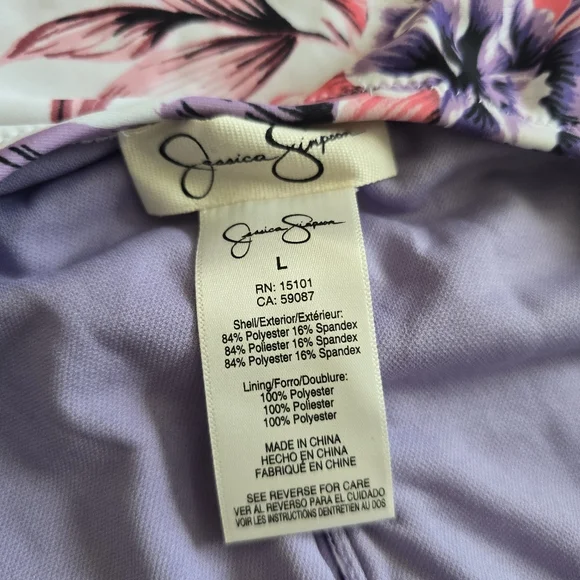 Jessica Simpson
Jessica Simpson
L
RN: 15101
CA: 59087
Shell/Exterior/Extérieur:
84% Polyester 16% Spandex
84% Poliester 16% Spandex
84% Polyester 16% Spandex
Lining/Forro/Doublure:
100% Polyester
100% Poliester
100% Polyester
MADE IN CHINA
HECHO EN CHINA
FABRIQUÉ EN CHINE
SEE REVERSE FOR CARE
VER AL REVERSO PARA EL CUIDADO
VOIR LES INSTRUCTIONS D'ENTRETIEN AU DOS